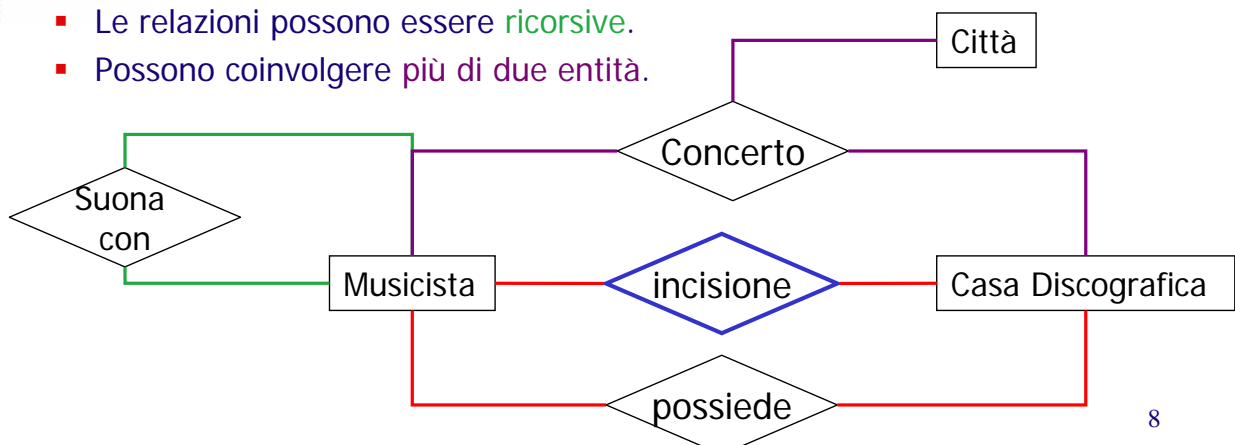 Le relazioni possono essere ricorsive.
Possono coinvolgere più di due entità.
Città
Concerto
Suona
con
Musicista
incisione
Casa Discografica
possiede
8